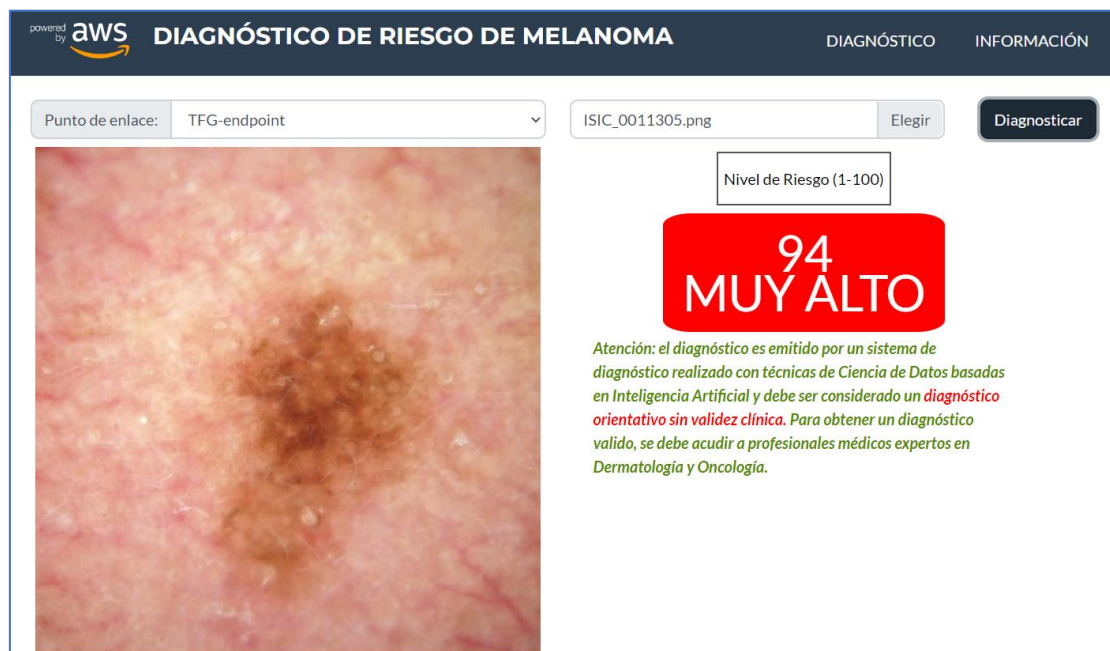 powered by aws
DIAGNÓSTICO DE RIESGO DE MELANOMA
DIAGNÓSTICO
INFORMACIÓN
Punto de enlace:
TFG-endpoint
ISIC_0011305.png
Elegir
Diagnosticar
Nivel de Riesgo (1-100)
94
MUY ALTO
Atención: el diagnóstico es emitido por un sistema de
diagnóstico realizado con técnicas de Ciencia de Datos basadas
en Inteligencia Artificial y debe ser considerado un diagnóstico
orientativo sin validez clínica. Para obtener un diagnóstico
valido, se debe acudir a profesionales médicos expertos en
Dermatología y Oncología.